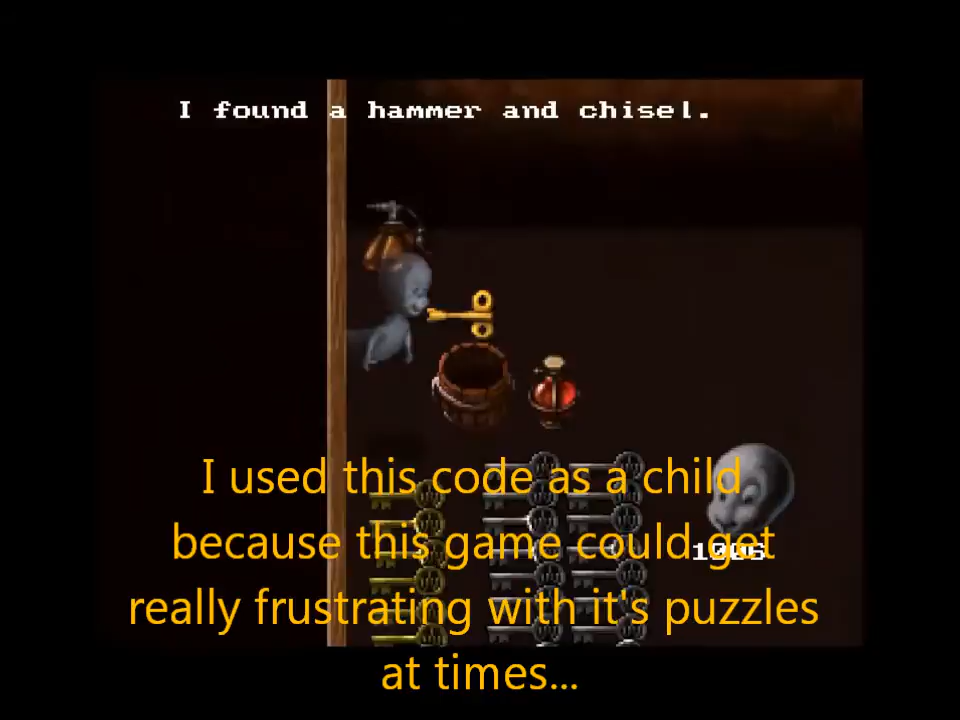 I found a hammer and chisel.
I used this code as a child
because this game could get
really frustrating with it's puzzles
at times...